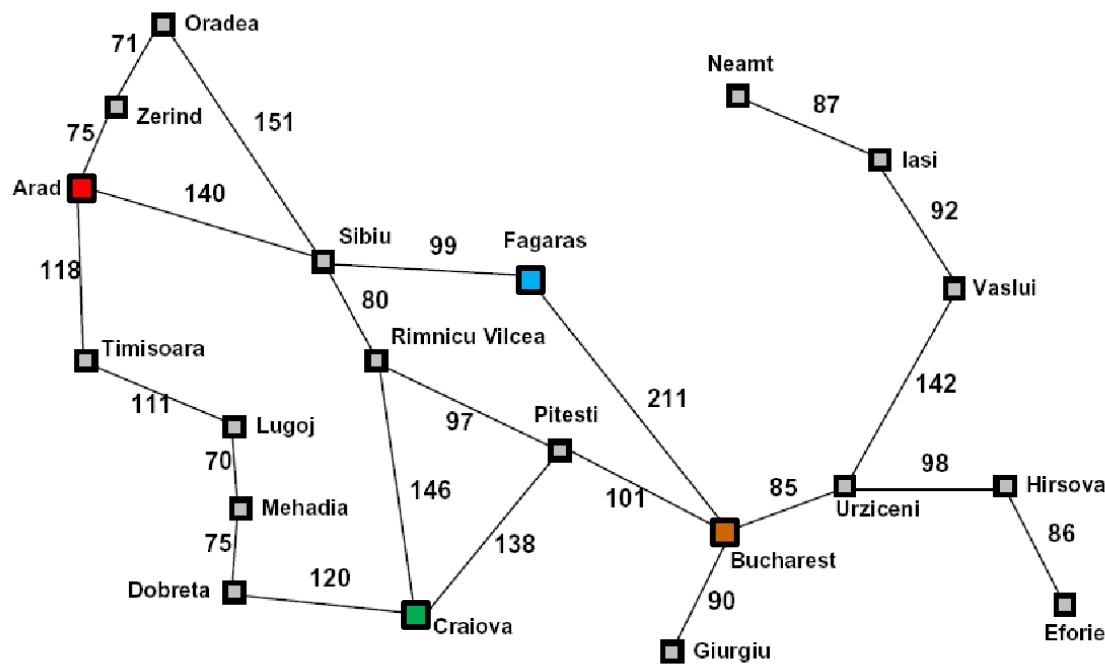 Oradea
71
Neamt
87
Zerind
75
151
Iasi
Arad
140
92
Sibiu
99
Fagaras
118
80
Vaslui
Rimnicu Vilcea
Timisoara
142
211
111
97
Pitesti
Lugoj
70
98
146
101
85
Hirsova
Mehadia
Urziceni
75
138
86
Bucharest
Dobreta
120
90
Craiova
Eforie
Giurgiu